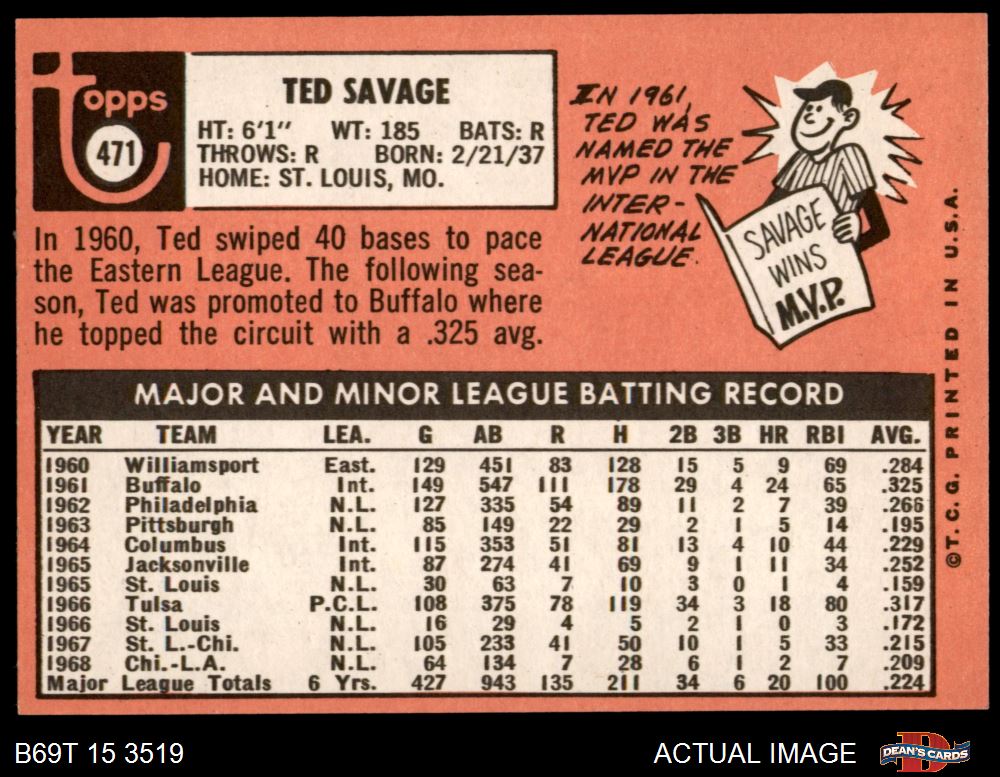 topps
471
TED SAVAGE
HT: 6'1" WT: 185 BATS: R
THROWS: R BORN: 2/21/37
HOME: ST. LOUIS, MO.
In 1960, Ted swiped 40 bases to pace
the Eastern League. The following sea-
son, Ted was promoted to Buffalo where
he topped the circuit with a .325 avg.
IN 1961,
TED WAS
NAMED THE
MVP IN THE
INTER-
NATIONAL
LEAGUE.
SAVAGE
WINS
M.V.P.
©T.C.G. PRINTED IN U.S.A.
MAJOR AND MINOR LEAGUE BATTING RECORD
YEAR TEAM LEA. G AB R H 2B 3B HR RBI AVG.
1960 Williamsport East. 129 451 83 128 15 5 9 69 .284
1961 Buffalo Int. 149 547 111 178 29 4 24 65 .325
1962 Philadelphia N.L. 127 335 54 89 11 2 7 39 .266
1963 Pittsburgh N.L. 85 149 22 29 2 1 5 14 .195
1964 Columbus Int. 115 353 51 81 13 4 10 44 .229
1965 Jacksonville Int. 87 274 41 69 9 1 11 34 .252
1965 St. Louis N.L. 30 63 7 10 3 0 1 4 .159
1966 Tulsa P.C.L. 108 375 78 119 34 3 18 80 .317
1966 St. Louis N.L. 16 29 4 5 2 1 0 3 .172
1967 St. L.-Chi. N.L. 105 233 41 50 10 1 5 33 .215
1968 Chi.-L.A. N.L. 64 134 7 28 6 1 2 7 .209
Major League Totals 6 Yrs. 427 943 135 211 34 6 20 100 .224
B69T 15 3519
ACTUAL IMAGE
DEAN'S CARDS